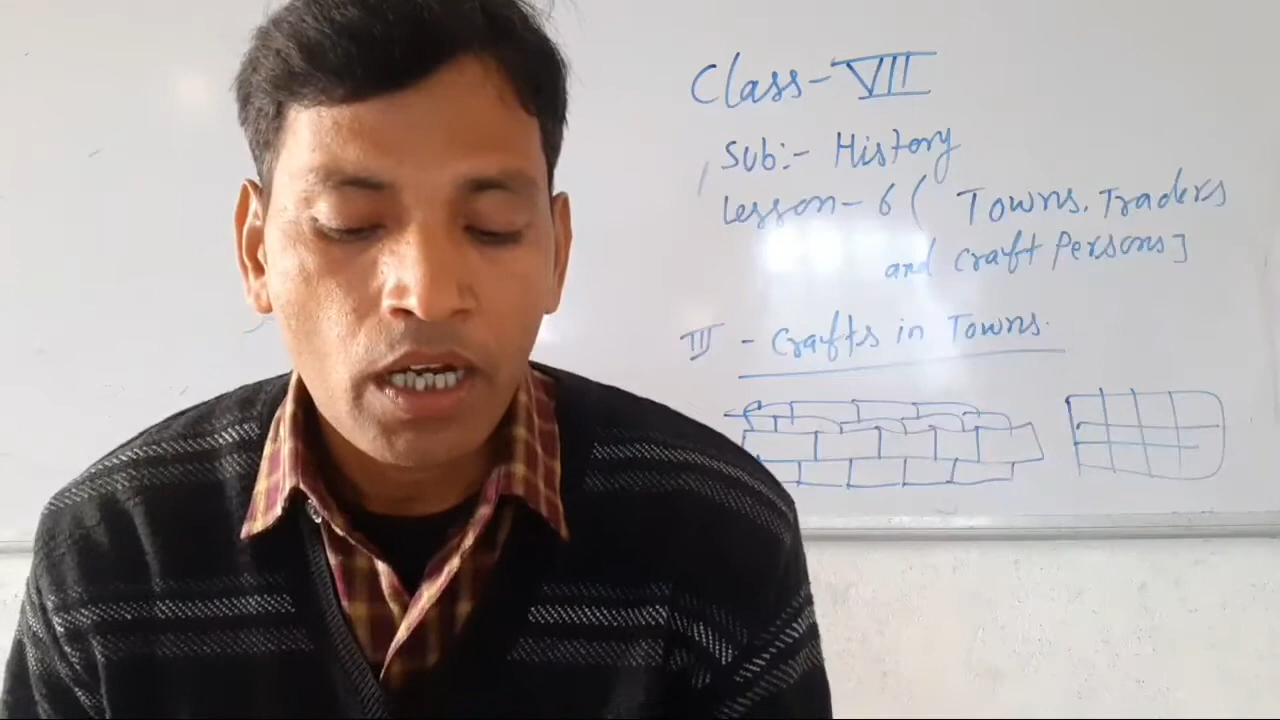 Class-VII
Sub:- History
Lesson-6 ( Towns. Traders
and craft Persons]
III - Crafts in Towns.